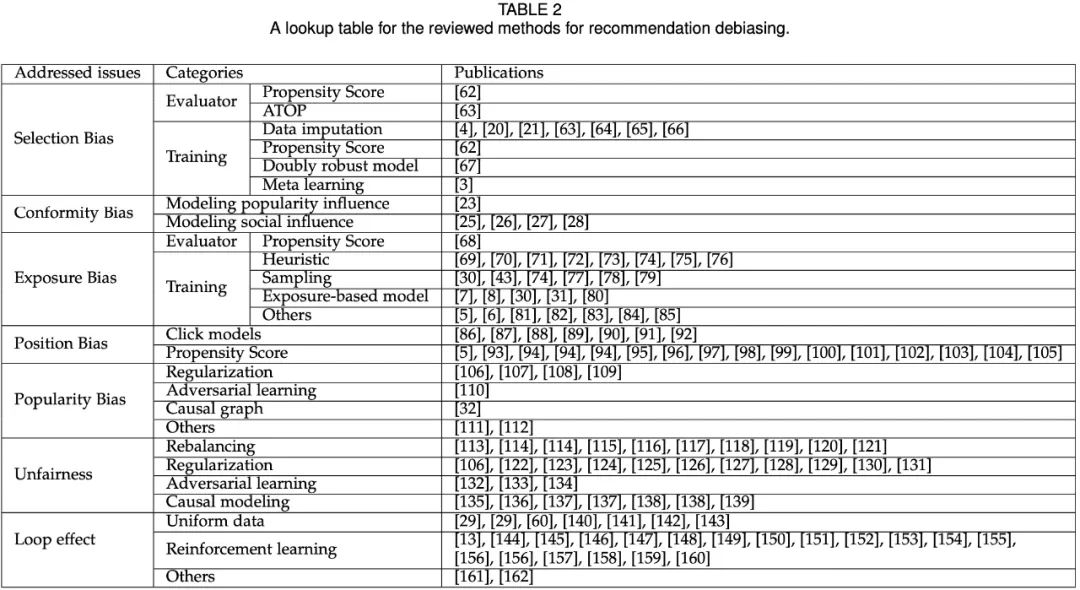 TABLE 2
A lookup table for the reviewed methods for recommendation debiasing.
Addressed issues Categories Publications
Selection Bias
Evaluator
Propensity Score [62]
ATOP [63]
Training
Data imputation [4], [20], [21], [63], [64], [65], [66]
Propensity Score [62]
Doubly robust model [67]
Meta learning [3]
Conformity Bias
Modeling popularity influence [23]
Modeling social influence [25], [26], [27], [28]
Exposure Bias
Evaluator Propensity Score [68]
Training
Heuristic [69], [70], [71], [72], [73], [74], [75], [76]
Sampling [30], [43], [74], [77], [78], [79]
Exposure-based model [7], [8], [30], [31], [80]
Others [5], [6], [81], [82], [83], [84], [85]
Position Bias
Click models [86], [87], [88], [89], [90], [91], [92]
Propensity Score [5], [93], [94], [94], [94], [95], [96], [97], [98], [99], [100], [101], [102], [103], [104], [105]
Popularity Bias
Regularization [106], [107], [108], [109]
Adversarial learning [110]
Causal graph [32]
Others [111], [112]
Unfairness
Rebalancing [113], [114], [114], [115], [116], [117], [118], [119], [120], [121]
Regularization [106], [122], [123], [124], [125], [126], [127], [128], [129], [130], [131]
Adversarial learning [132], [133], [134]
Causal modeling [135], [136], [137], [137], [138], [138], [139]
Loop effect
Uniform data [29], [29], [60], [140], [141], [142], [143]
Reinforcement learning [13], [144], [145], [146], [147], [148], [149], [150], [151], [152], [153], [154], [155],
[156], [156], [157], [158], [159], [160]
Others [161], [162]